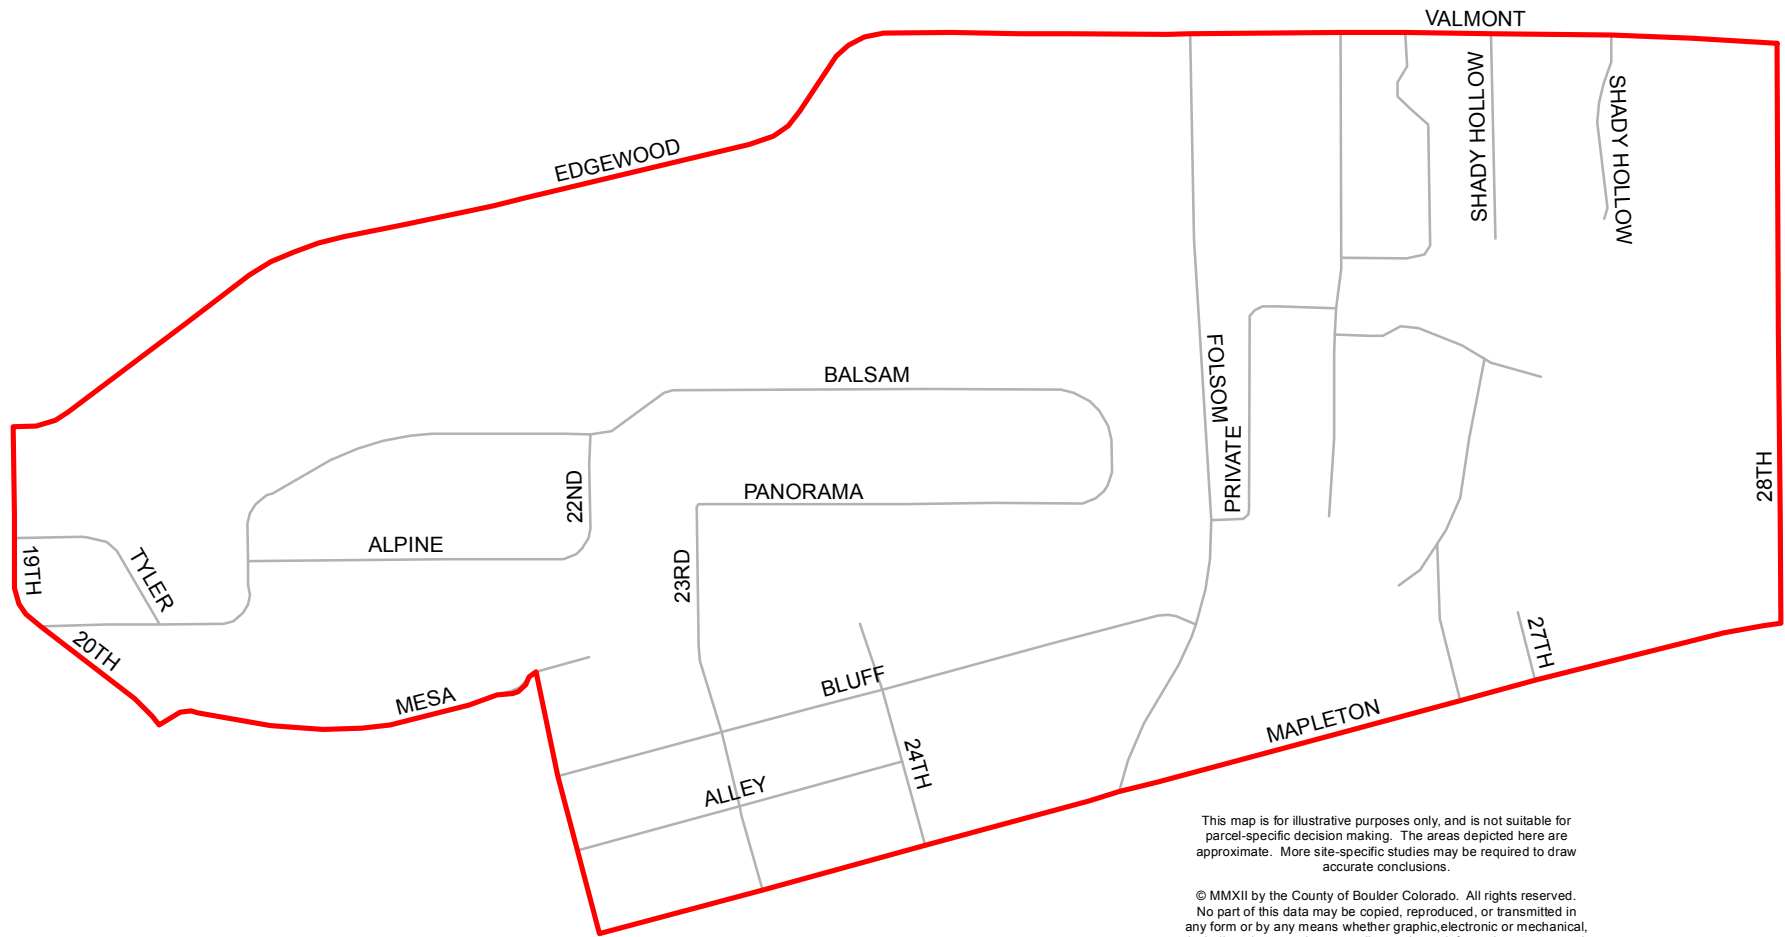 VALMONT
EDGEWOOD
SHADY HOLLOW
SHADY HOLLOW
FOLSOM
PRIVATE
BALSAM
28TH
22ND
PANORAMA
ALPINE
19TH
TYLER
23RD
20TH
27TH
MESA
BLUFF
MAPLETON
24TH
ALLEY
This map is for illustrative purposes only, and is not suitable for
parcel-specific decision making. The areas depicted here are
approximate. More site-specific studies may be required to draw
accurate conclusions.
© MMXII by the County of Boulder Colorado. All rights reserved.
No part of this data may be copied, reproduced, or transmitted in
any form or by any means whether graphic,electronic or mechanical,